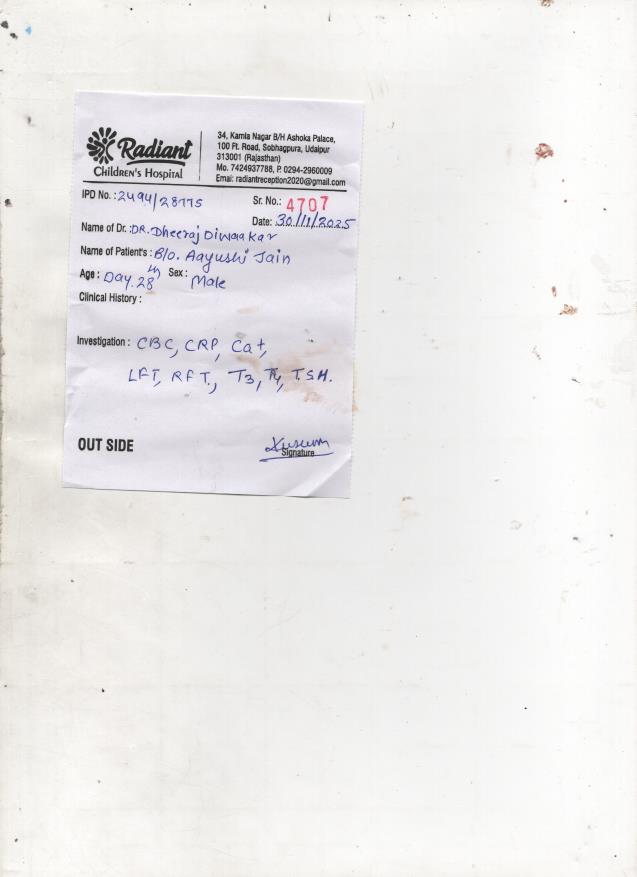 Radiant
Children's Hospital
34, Kamla Nagar B/H Ashoka Palace,
100 Ft. Road, Sobhagpura, Udaipur
313001 (Rajasthan)
Mo. 7424937788, P. 0294-2960009
Emai: radiantreception2020@gmail.com
IPD No. : 2494/28775 Sr. No.: 4707
Date: 30/11/2025
Name of Dr. : DR. Dheeraj Diwaakar
Name of Patient's : B/O. Aayushi Jain
Age : Day. 28th Sex : Male
Clinical History :
Investigation : CBC, CRP, Ca+,
LFT, RFT., T3, T4, T.S.H.
OUT SIDE
Kusum
Signature